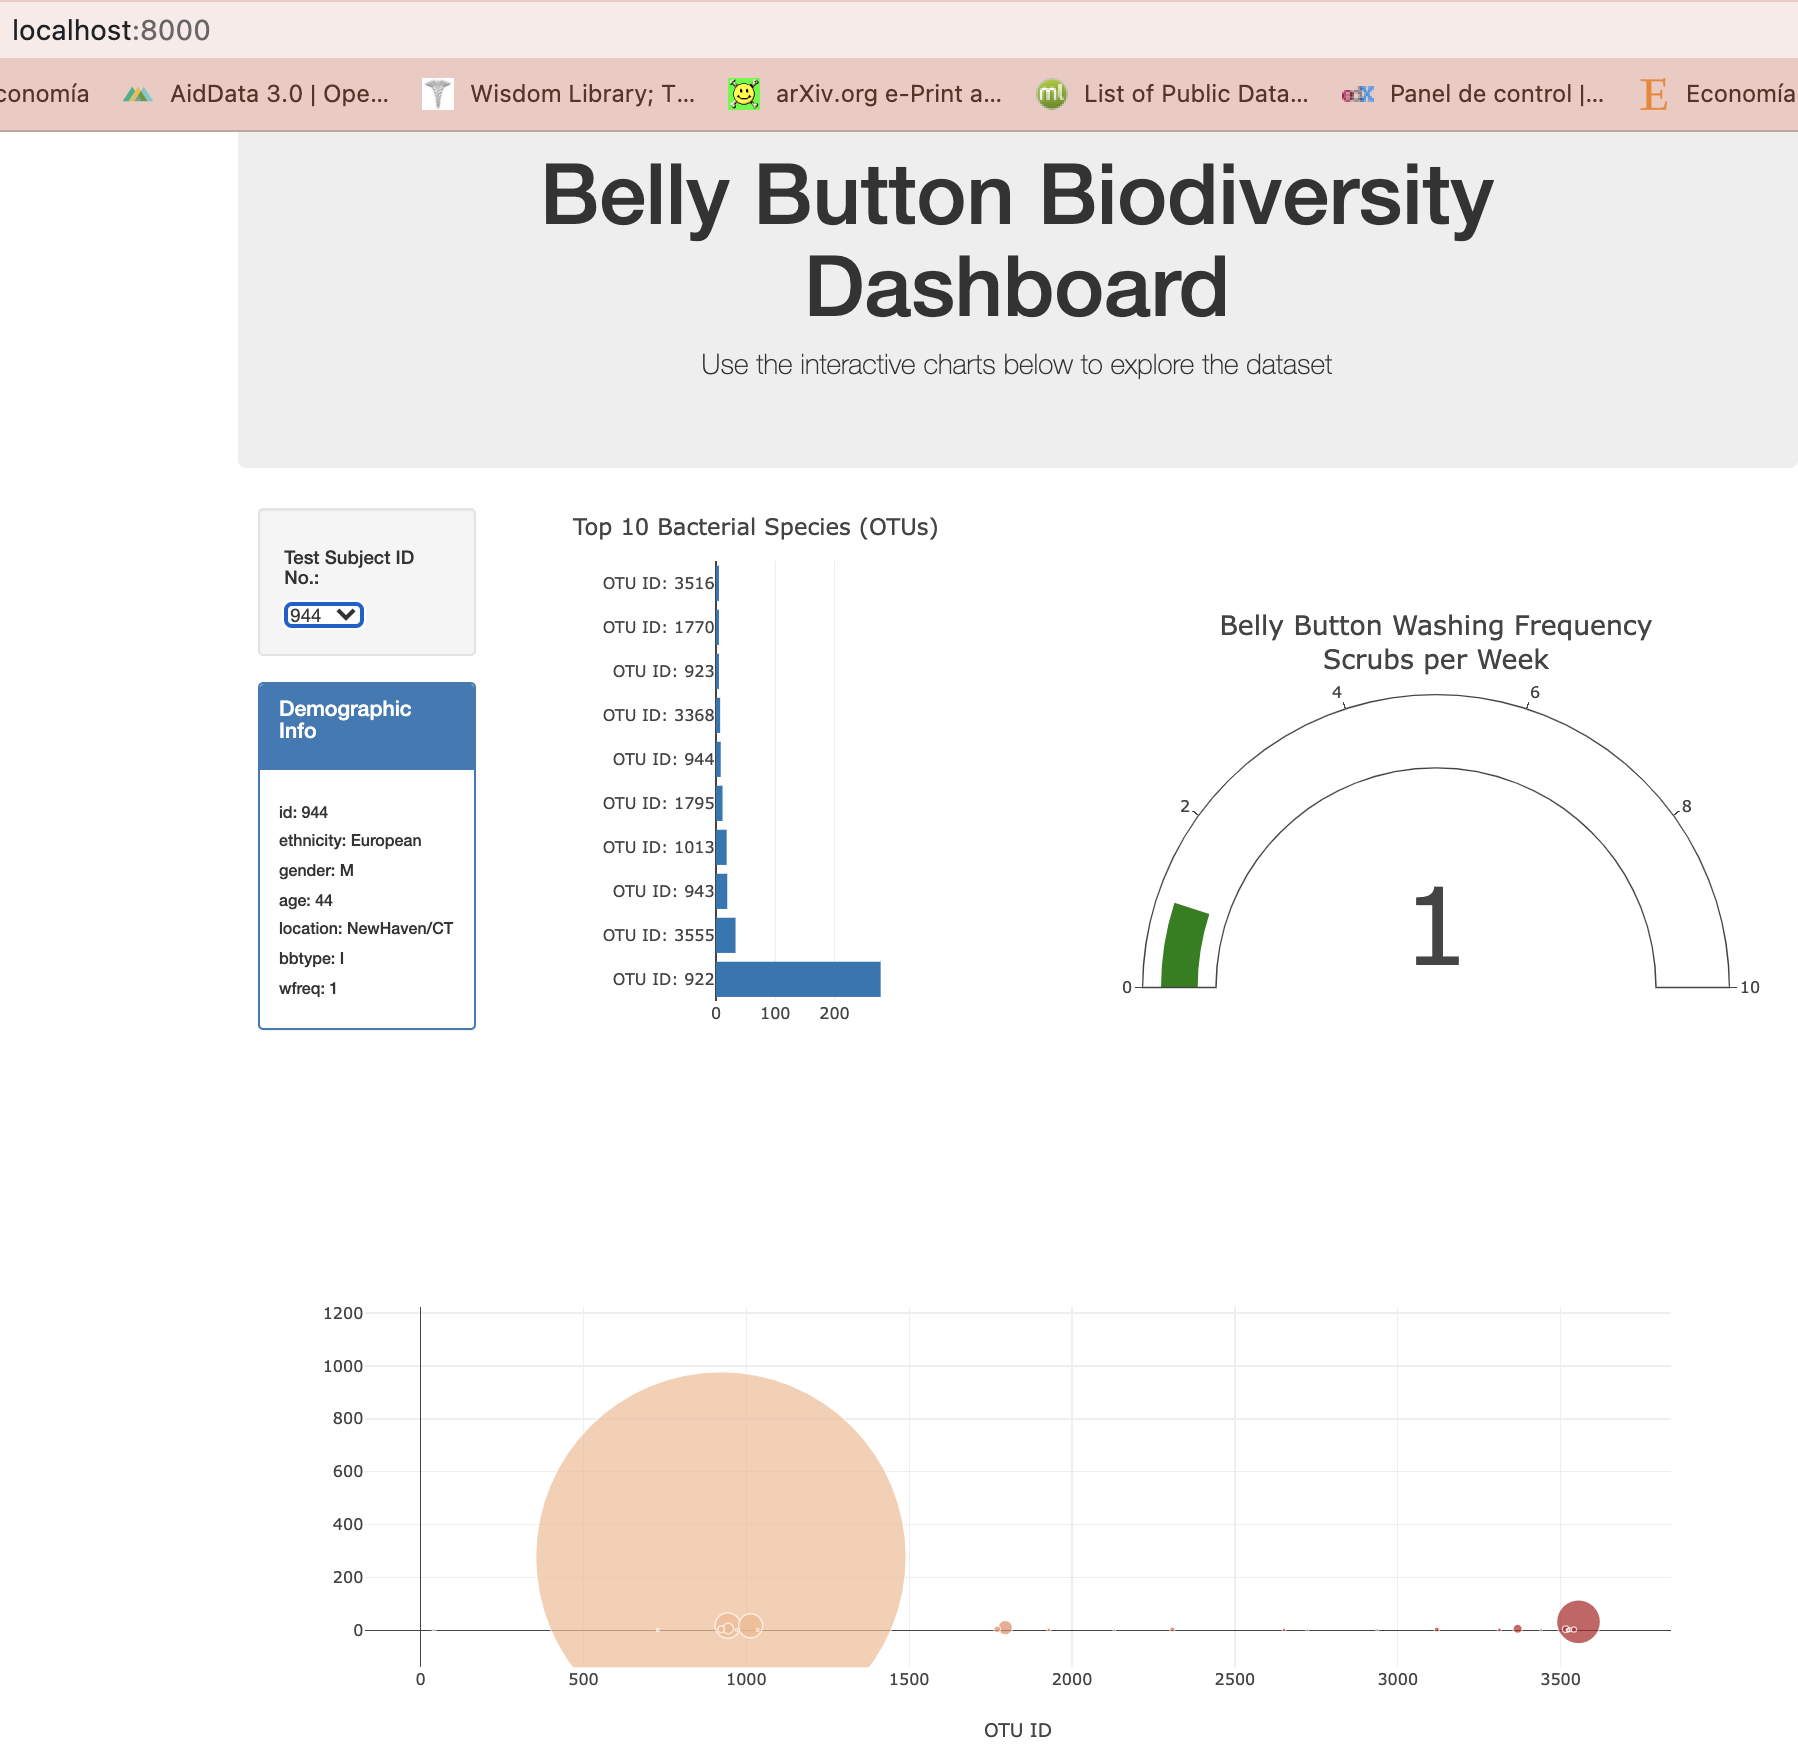 localhost:8000
conomía
AidData 3.0 | Ope...
Wisdom Library; T...
arXiv.org e-Print a...
ml
List of Public Data...
edX
Panel de control |...
E
Economía
Belly Button Biodiversity
Dashboard
Use the interactive charts below to explore the dataset
Test Subject ID
No.:
944
Demographic
Info
id: 944
ethnicity: European
gender: M
age: 44
location: NewHaven/CT
bbtype: I
wfreq: 1
Top 10 Bacterial Species (OTUs)
OTU ID: 3516
OTU ID: 1770
OTU ID: 923
OTU ID: 3368
OTU ID: 944
OTU ID: 1795
OTU ID: 1013
OTU ID: 943
OTU ID: 3555
OTU ID: 922
0 100 200
Belly Button Washing Frequency
Scrubs per Week
4 6
2 8
1
0 10
1200
1000
800
600
400
200
0
0 500 1000 1500 2000 2500 3000 3500
OTU ID